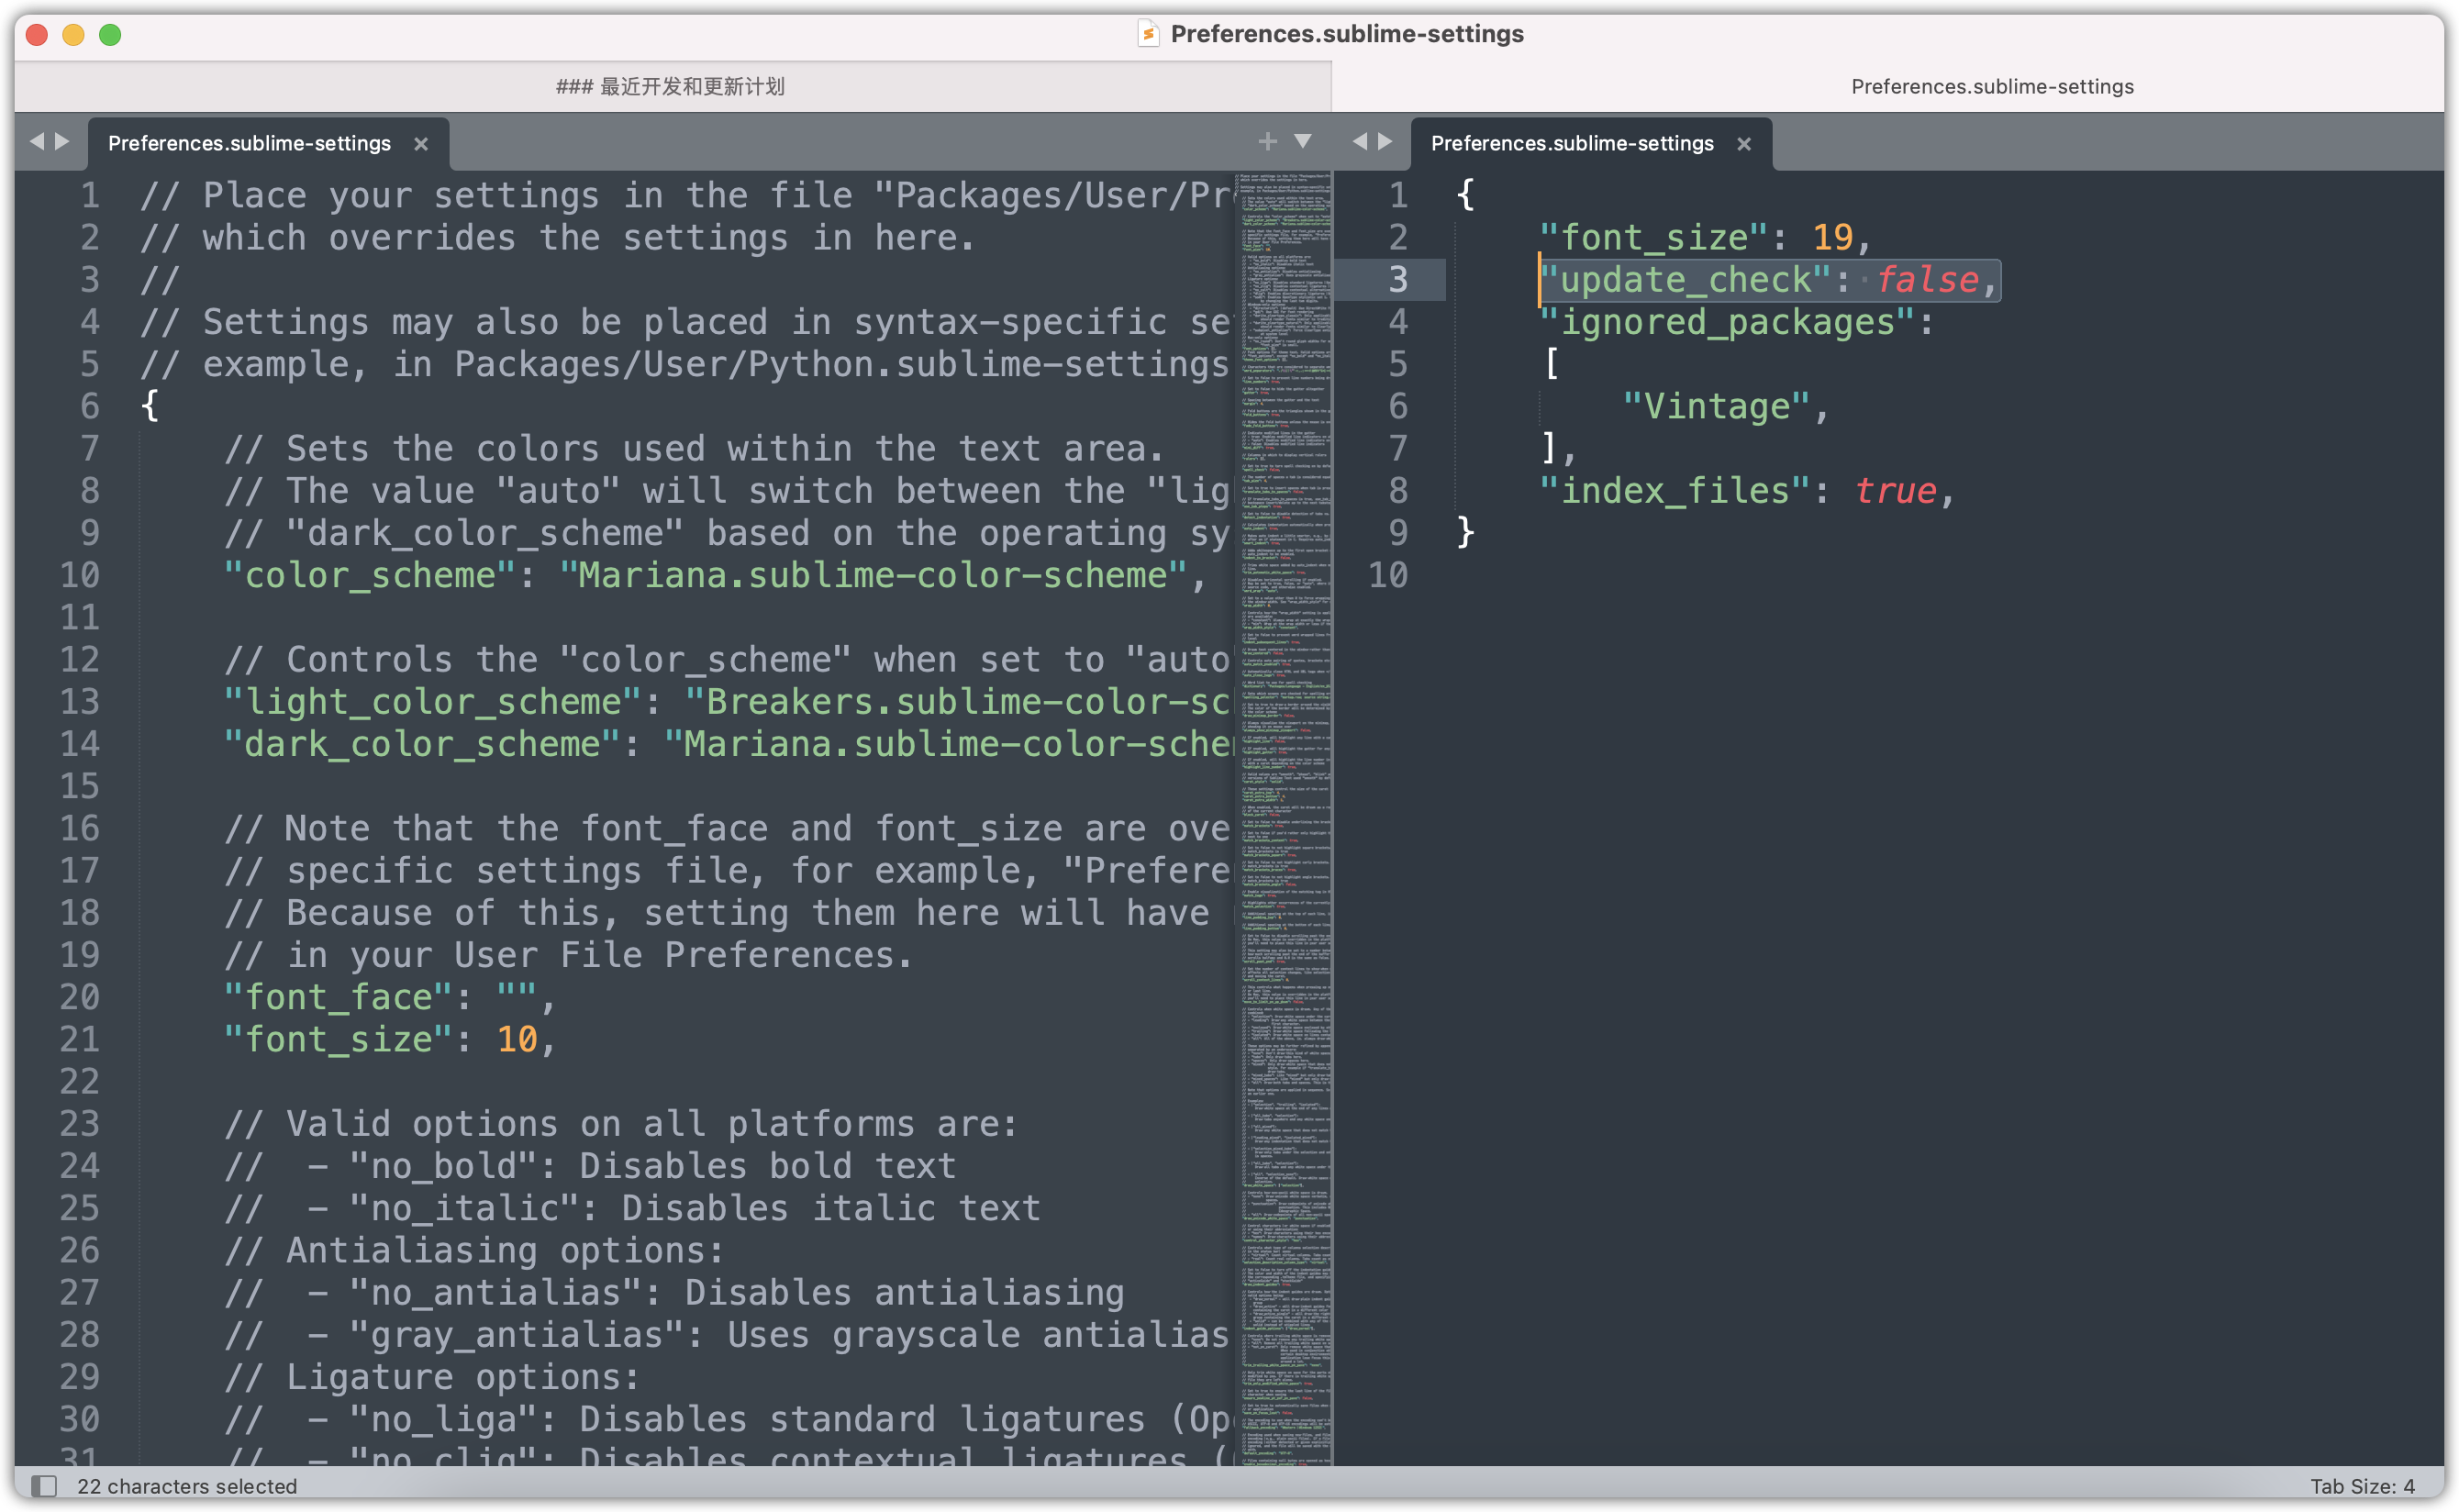 Preferences.sublime-settings
### 最近开发和更新计划
Preferences.sublime-settings
Preferences.sublime-settings ×
+
Preferences.sublime-settings ×
1 // Place your settings in the file "Packages/User/Pr
2 // which overrides the settings in here.
3 //
4 // Settings may also be placed in syntax-specific se
5 // example, in Packages/User/Python.sublime-settings
6 {
7 // Sets the colors used within the text area.
8 // The value "auto" will switch between the "lig
9 // "dark_color_scheme" based on the operating sy
10 "color_scheme": "Mariana.sublime-color-scheme",
11
12 // Controls the "color_scheme" when set to "auto
13 "light_color_scheme": "Breakers.sublime-color-sc
14 "dark_color_scheme": "Mariana.sublime-color-sche
15
16 // Note that the font_face and font_size are ove
17 // specific settings file, for example, "Prefere
18 // Because of this, setting them here will have
19 // in your User File Preferences.
20 "font_face": "",
21 "font_size": 10,
22
23 // Valid options on all platforms are:
24 //  - "no_bold": Disables bold text
25 //  - "no_italic": Disables italic text
26 // Antialiasing options:
27 //  - "no_antialias": Disables antialiasing
28 //  - "gray_antialias": Uses grayscale antialias
29 // Ligature options:
30 //  - "no_liga": Disables standard ligatures (Op
31 //  - "no_clig": Disables contextual ligatures (
1 {
2 "font_size": 19,
3 "update_check": false,
4 "ignored_packages":
5 [
6 "Vintage",
7 ],
8 "index_files": true,
9 }
10
22 characters selected
Tab Size: 4